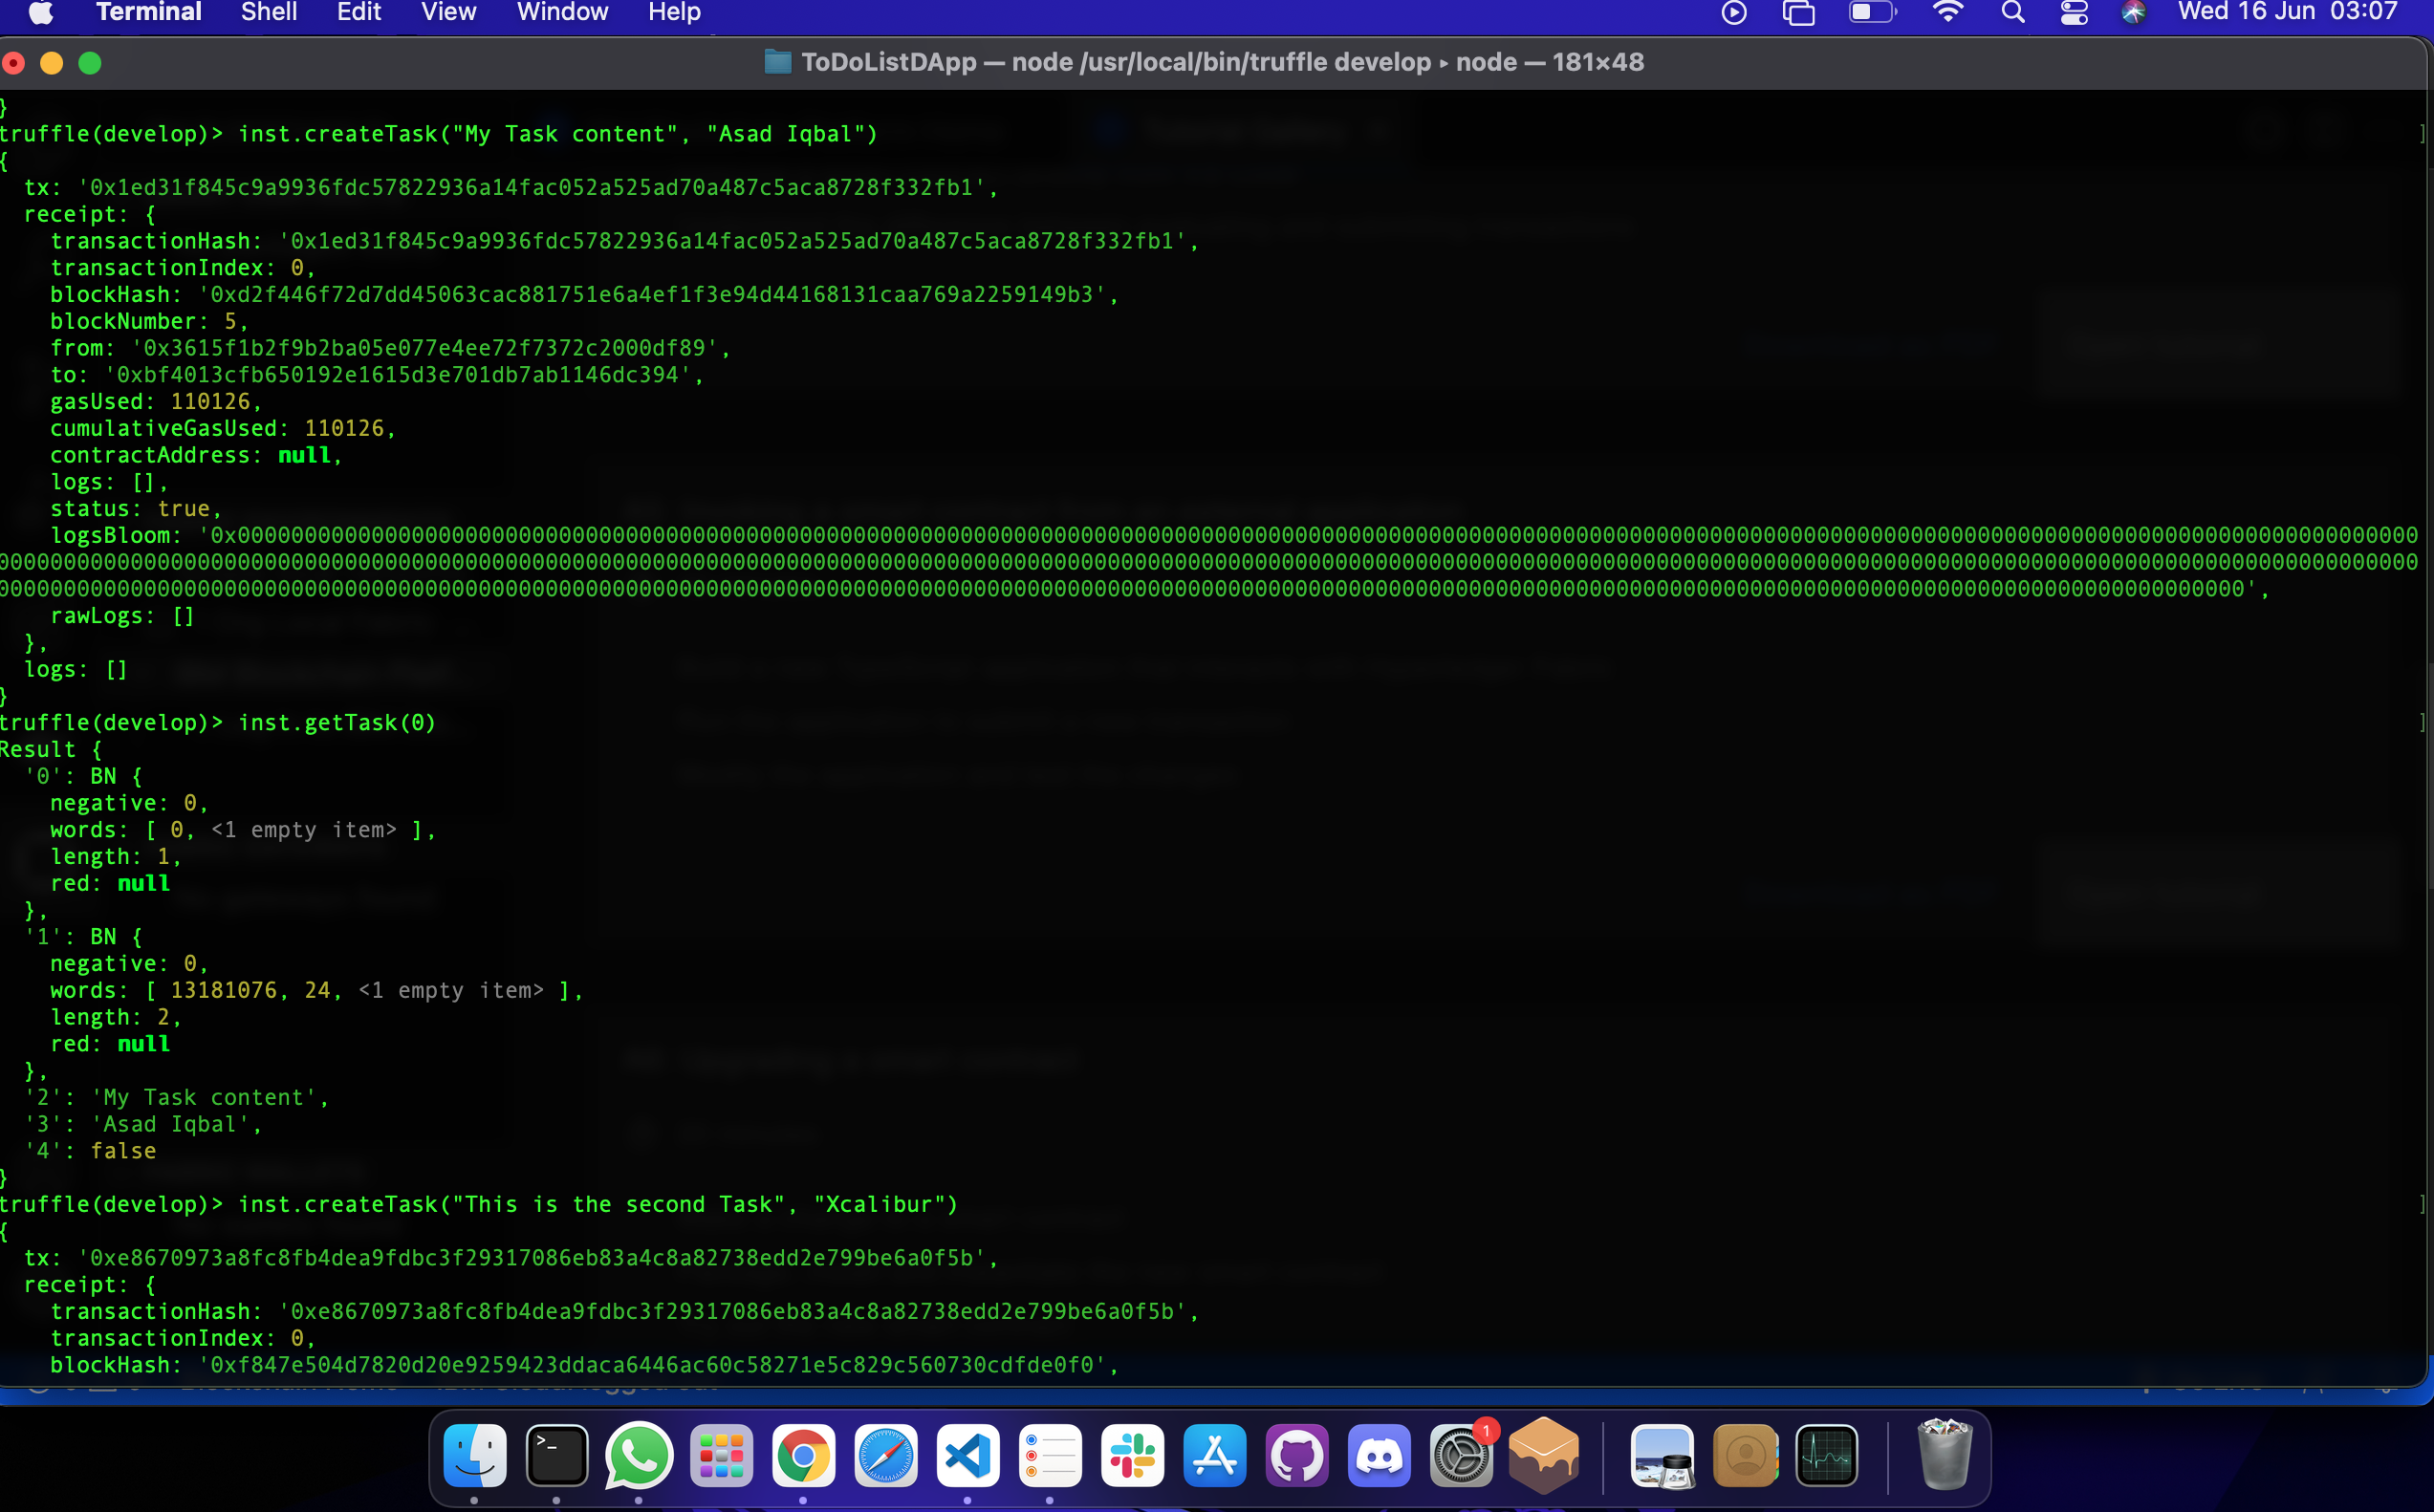 Terminal Shell Edit View Window Help Wed 16 Jun 03:07
ToDoListDApp — node /usr/local/bin/truffle develop ▸ node — 181×48
}
truffle(develop)> inst.createTask("My Task content", "Asad Iqbal")
{
tx: '0x1ed31f845c9a9936fdc57822936a14fac052a525ad70a487c5aca8728f332fb1',
receipt: {
transactionHash: '0x1ed31f845c9a9936fdc57822936a14fac052a525ad70a487c5aca8728f332fb1',
transactionIndex: 0,
blockHash: '0xd2f446f72d7dd45063cac881751e6a4ef1f3e94d44168131caa769a2259149b3',
blockNumber: 5,
from: '0x3615f1b2f9b2ba05e077e4ee72f7372c2000df89',
to: '0xbf4013cfb650192e1615d3e701db7ab1146dc394',
gasUsed: 110126,
cumulativeGasUsed: 110126,
contractAddress: null,
logs: [],
status: true,
logsBloom: '0x0000000000000000000000000000000000000000000000000000000000000000000000000000000000000000000000000000000000000000000000000000000000000000000000000000000000000000000
0000000000000000000000000000000000000000000000000000000000000000000000000000000000000000000000000000000000000000000000000000000000000000000000000000000000000000000000000000000000000
000000000000000000000000000000000000000000000000000000000000000000000000000000000000000000000000000000000000000000000000000000000000000000000000000000000000000000000000',
rawLogs: []
},
logs: []
}
truffle(develop)> inst.getTask(0)
Result {
'0': BN {
negative: 0,
words: [ 0, <1 empty item> ],
length: 1,
red: null
},
'1': BN {
negative: 0,
words: [ 13181076, 24, <1 empty item> ],
length: 2,
red: null
},
'2': 'My Task content',
'3': 'Asad Iqbal',
'4': false
}
truffle(develop)> inst.createTask("This is the second Task", "Xcalibur")
{
tx: '0xe8670973a8fc8fb4dea9fdbc3f29317086eb83a4c8a82738edd2e799be6a0f5b',
receipt: {
transactionHash: '0xe8670973a8fc8fb4dea9fdbc3f29317086eb83a4c8a82738edd2e799be6a0f5b',
transactionIndex: 0,
blockHash: '0xf847e504d7820d20e9259423ddaca6446ac60c58271e5c829c560730cdfde0f0',
1